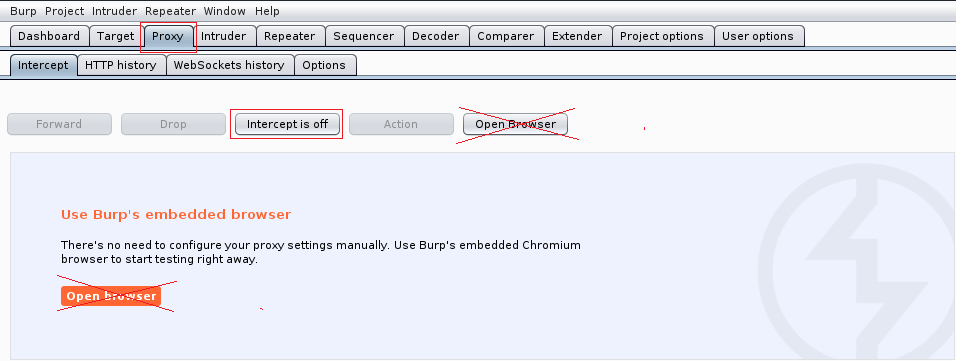 Burp Project Intruder Repeater Window Help
Dashboard Target Proxy Intruder Repeater Sequencer Decoder Comparer Extender Project options User options
Intercept HTTP history WebSockets history Options
Forward Drop Intercept is off Action Open Browser
Use Burp's embedded browser
There's no need to configure your proxy settings manually. Use Burp's embedded Chromium
browser to start testing right away.
Open browser